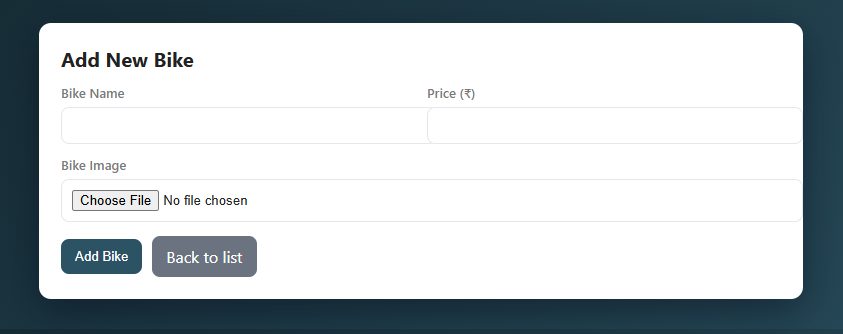 Add New Bike
Bike Name Price (₹)
Bike Image
Choose File No file chosen
Add Bike Back to list